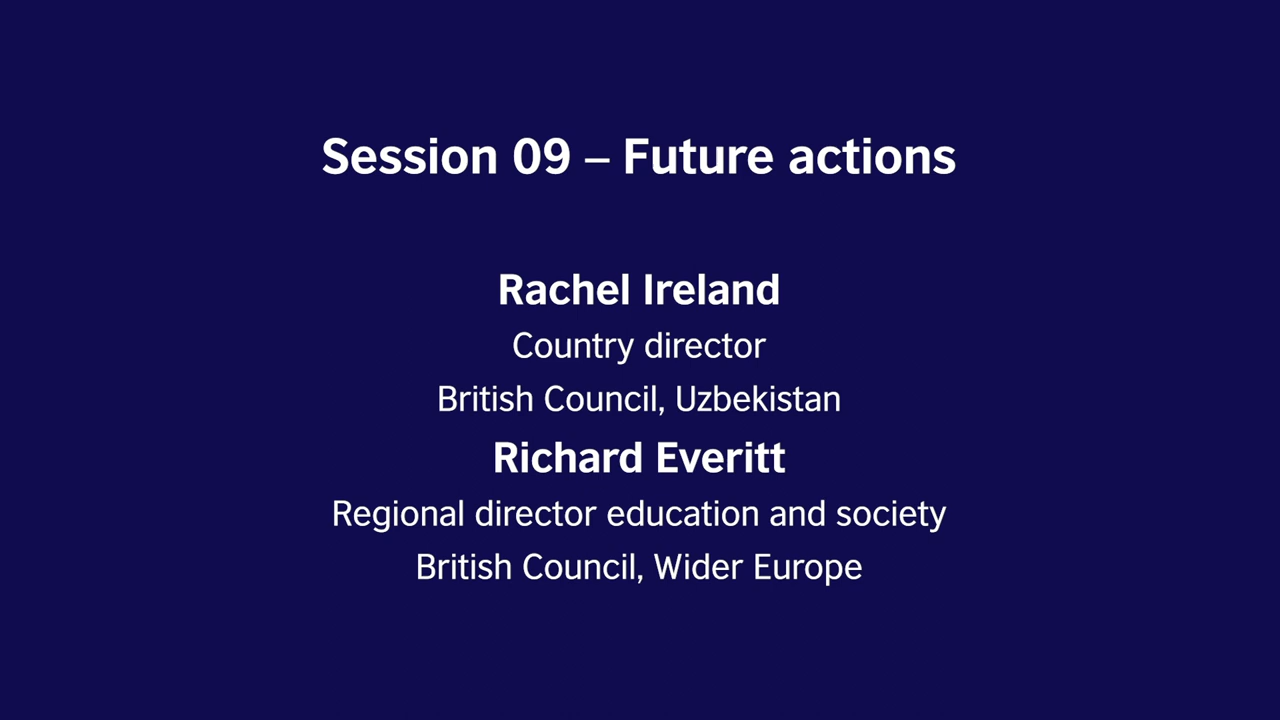 Session 09 – Future actions
Rachel Ireland
Country director
British Council, Uzbekistan
Richard Everitt
Regional director education and society
British Council, Wider Europe